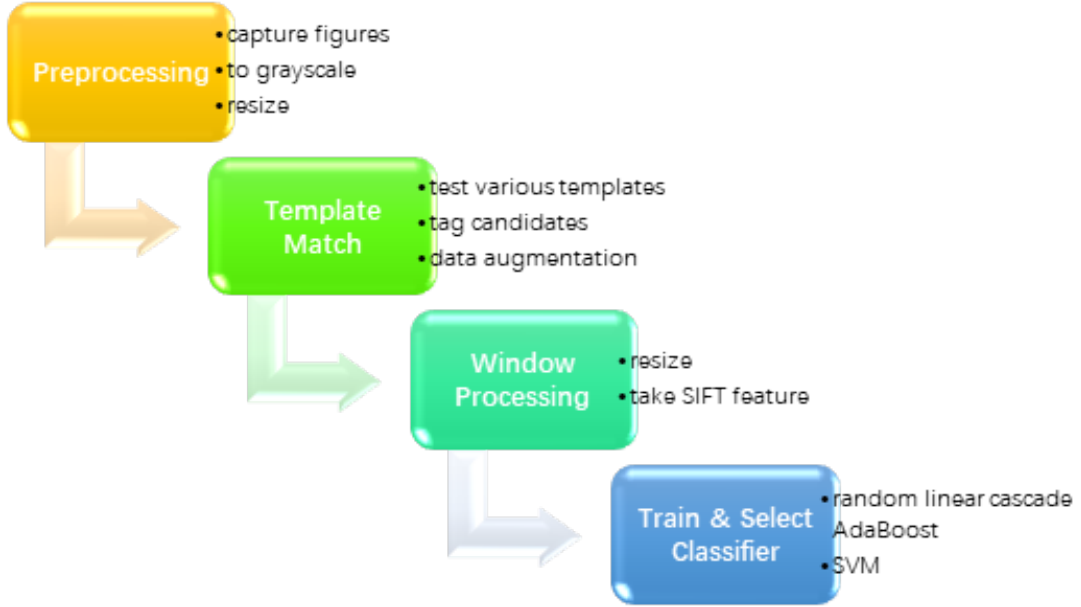 Preprocessing
•capture figures
•to grayscale
•resize
Template
Match
•test various templates
•tag candidates
•data augmentation
Window
Processing
•resize
•take SIFT feature
Train & Select
Classifier
•random linear cascade
AdaBoost
•SVM